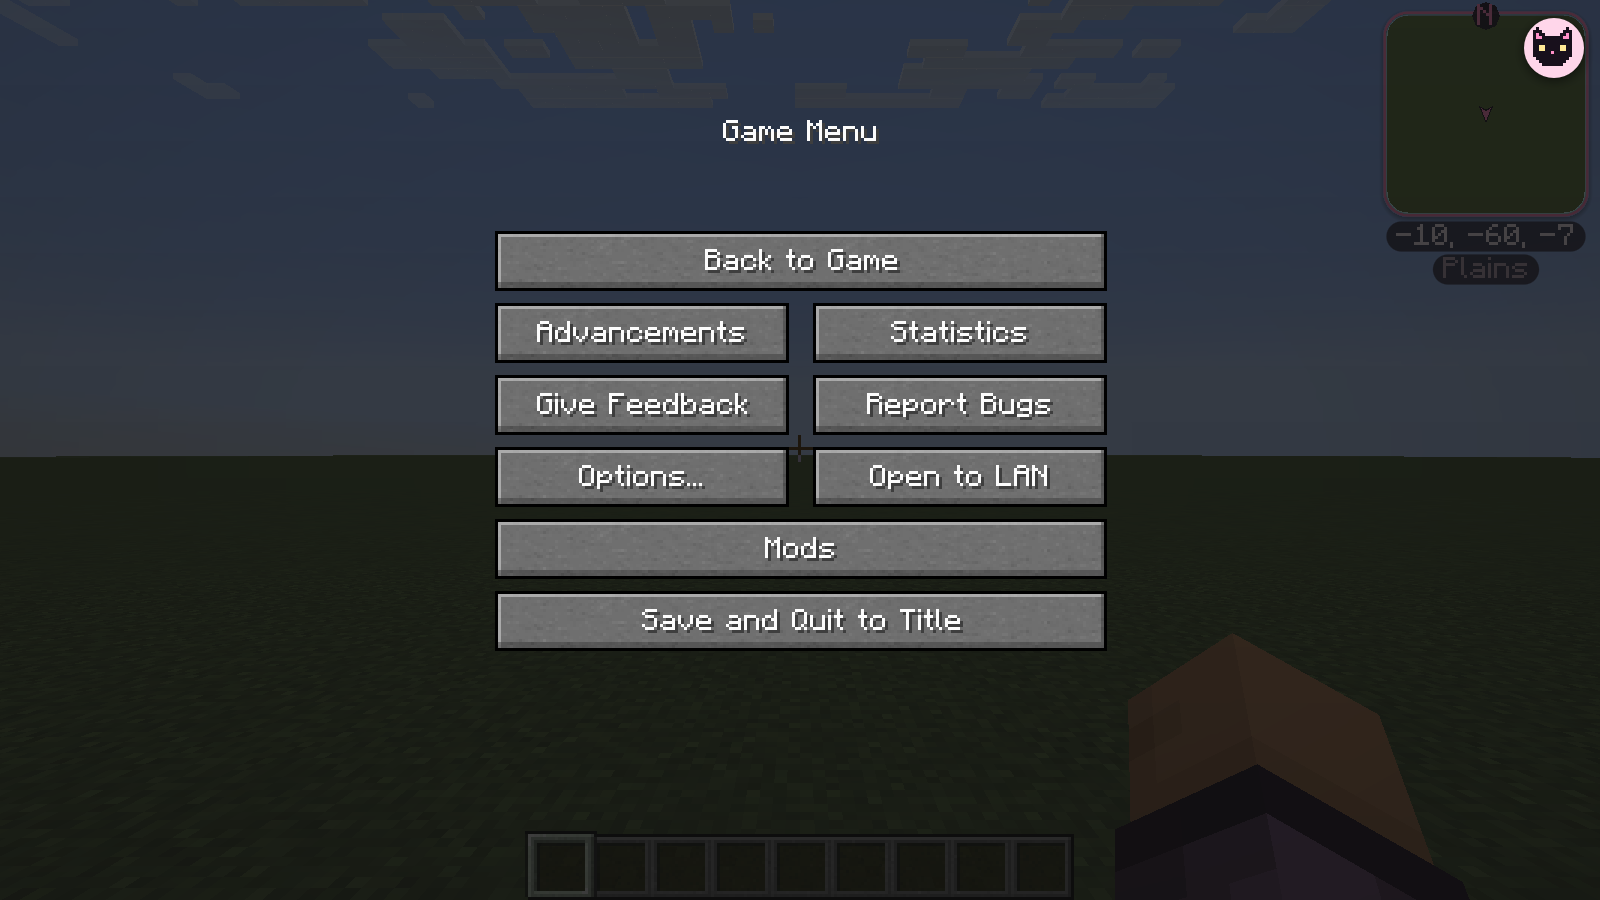 N
Game Menu
-10, -60, -7
Plains
Back to Game
Advancements
Statistics
Give Feedback
Report Bugs
Options...
Open to LAN
Mods
Save and Quit to Title